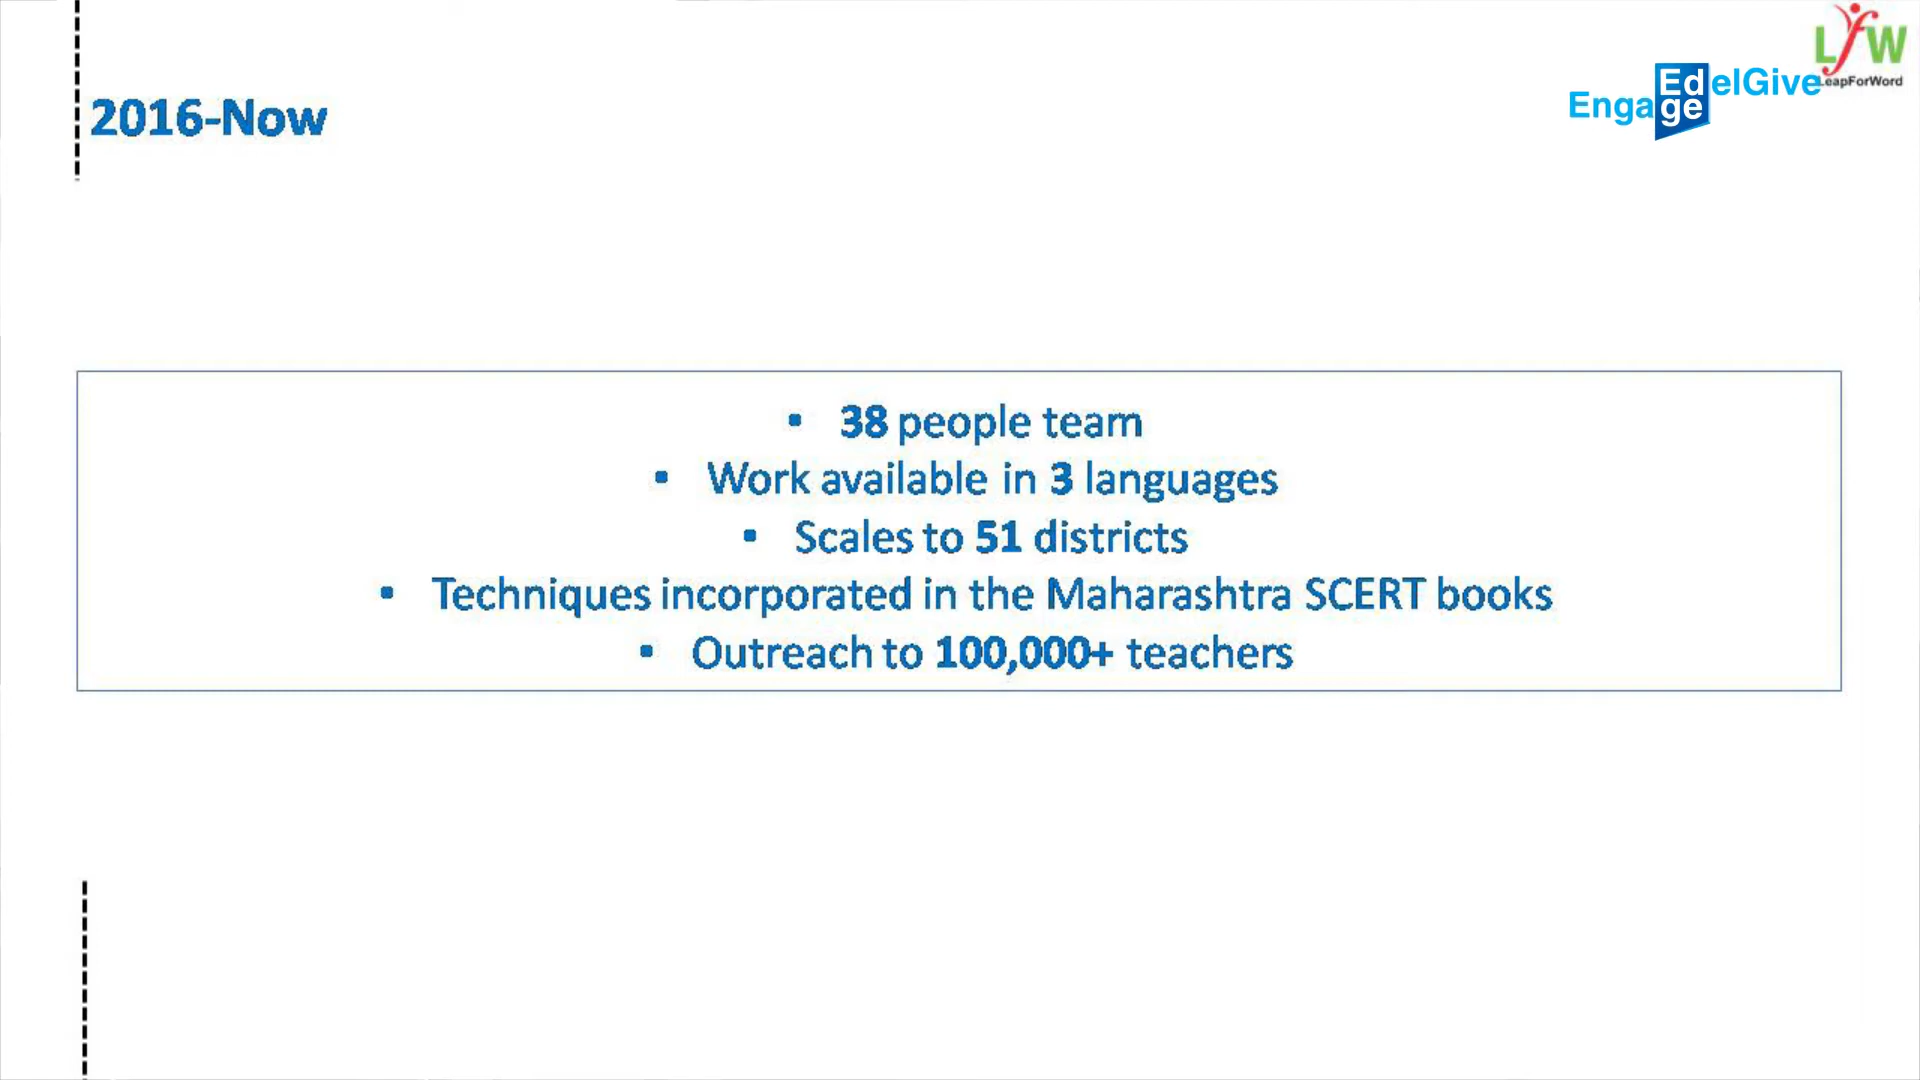 LfW
LeapForWord
EdelGive
Engage
2016-Now
▪ 38 people team
▪ Work available in 3 languages
▪ Scales to 51 districts
▪ Techniques incorporated in the Maharashtra SCERT books
▪ Outreach to 100,000+ teachers